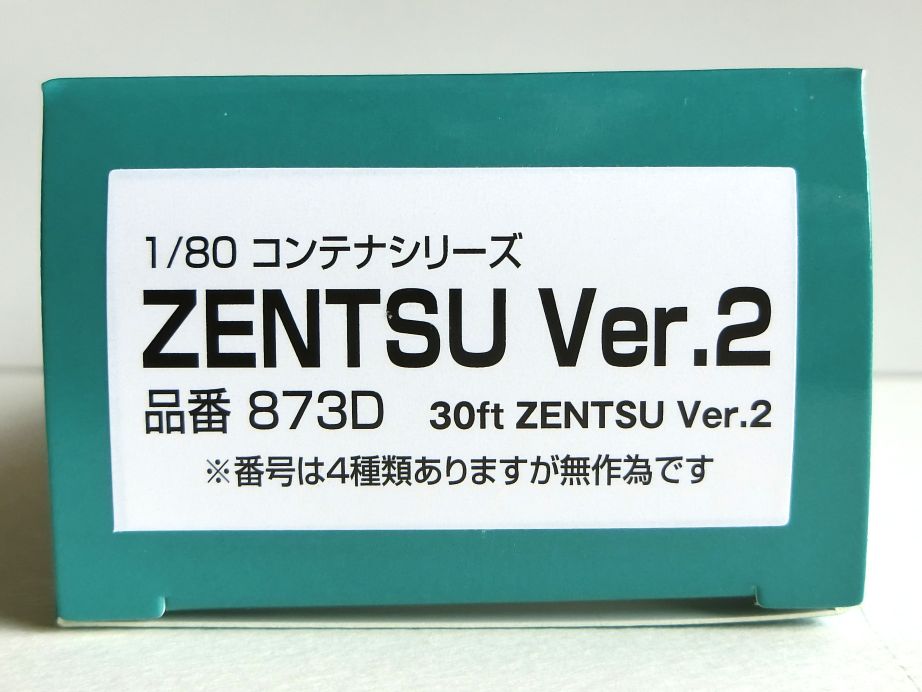 1/80 コンテナシリーズ
ZENTSU Ver.2
品番 873D 30ft ZENTSU Ver.2
※番号は4種類ありますが無作為です